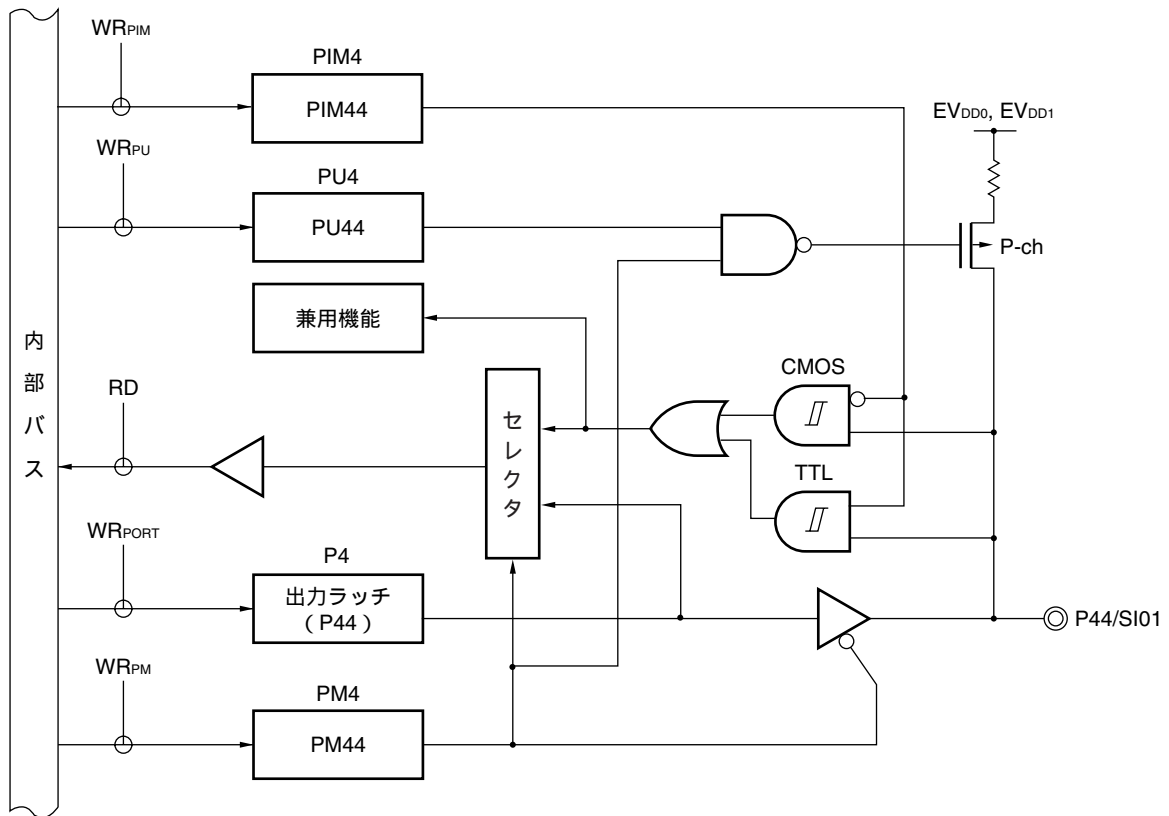 WRPIM
PIM4
PIM44
EVDD0, EVDD1
WRPU
PU4
PU44
P-ch
兼用機能
内部バス
RD
セレクタ
CMOS
TTL
WRPORT
P4
出力ラッチ
（P44）
P44/SI01
WRPM
PM4
PM44